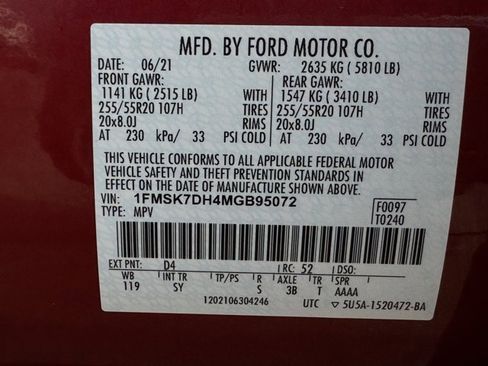 MFD. BY FORD MOTOR CO.
DATE: 06/21 GVWR: 2635 KG ( 5810 LB)
FRONT GAWR: REAR GAWR:
1141 KG ( 2515 LB) WITH 1547 KG ( 3410 LB) WITH
255/55R20 107H TIRES 255/55R20 107H TIRES
20x8.0J RIMS 20x8.0J RIMS
AT 230 kPa/ 33 PSI COLD AT 230 kPa/ 33 PSI COLD
THIS VEHICLE CONFORMS TO ALL APPLICABLE FEDERAL MOTOR
VEHICLE SAFETY AND THEFT PREVENTION STANDARDS IN
EFFECT ON THE DATE OF MANUFACTURE SHOWN ABOVE.
VIN: 1FMSK7DH4MGB95072 F0097
TYPE: MPV T0240
EXT PNT: D4 RC: 52 DSO:
WB INT TR TP/PS R AXLE TR SPR
119 SY S 3B T AAAA
1202106304246 UTC ▽ 5U5A-1520472-BA